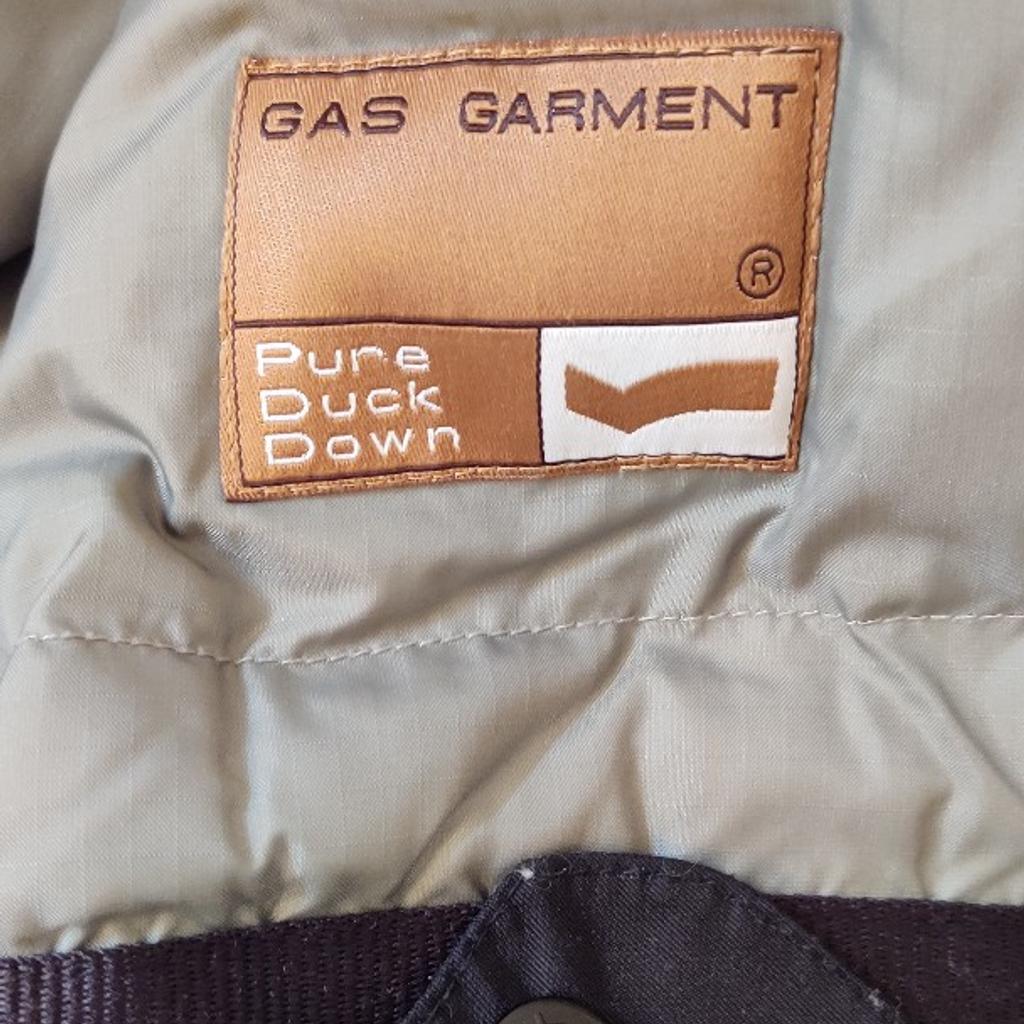 GAS GARMENT
®
Pure
Duck
Down